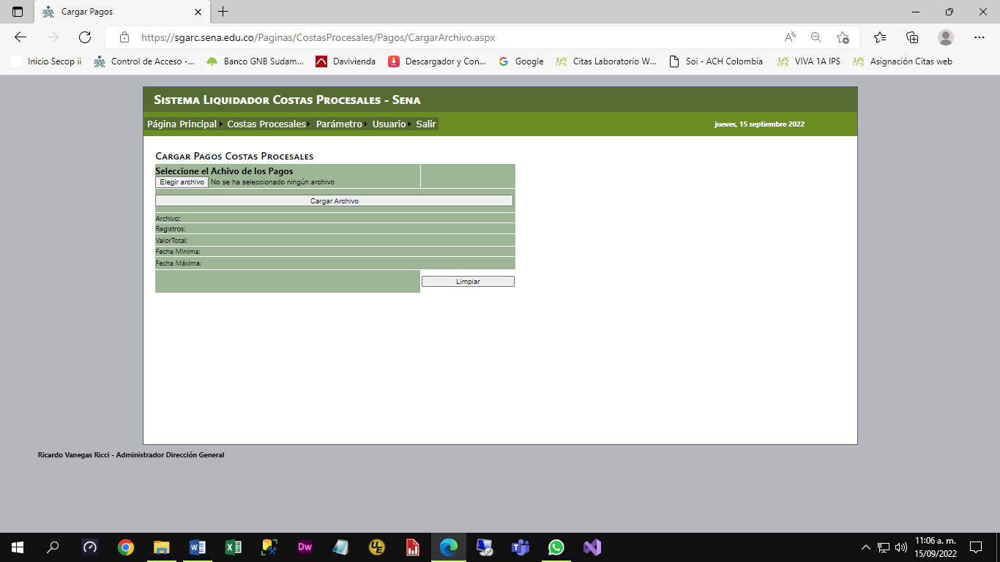 Cargar Pagos
https://sgarc.sena.edu.co/Paginas/CostasProcesales/Pagos/CargarArchivo.aspx
Inicio Secop ii
Control de Acceso -...
Banco GNB Sudam...
Davivienda
Descargador y Con...
Google
Citas Laboratorio W...
Soi - ACH Colombia
VIVA 1A IPS
Asignación Citas web
Sistema Liquidador Costas Procesales - Sena
Página Principal Costas Procesales Parámetro Usuario Salir
jueves, 15 septiembre 2022
Cargar Pagos Costas Procesales
Seleccione el Achivo de los Pagos
Elegir archivo No se ha seleccionado ningún archivo
Cargar Archivo
Archivo:
Registros:
ValorTotal:
Fecha Minima:
Fecha Máxima:
Limpiar
Ricardo Vanegas Ricci - Administrador Dirección General
11:06 a. m.
15/09/2022